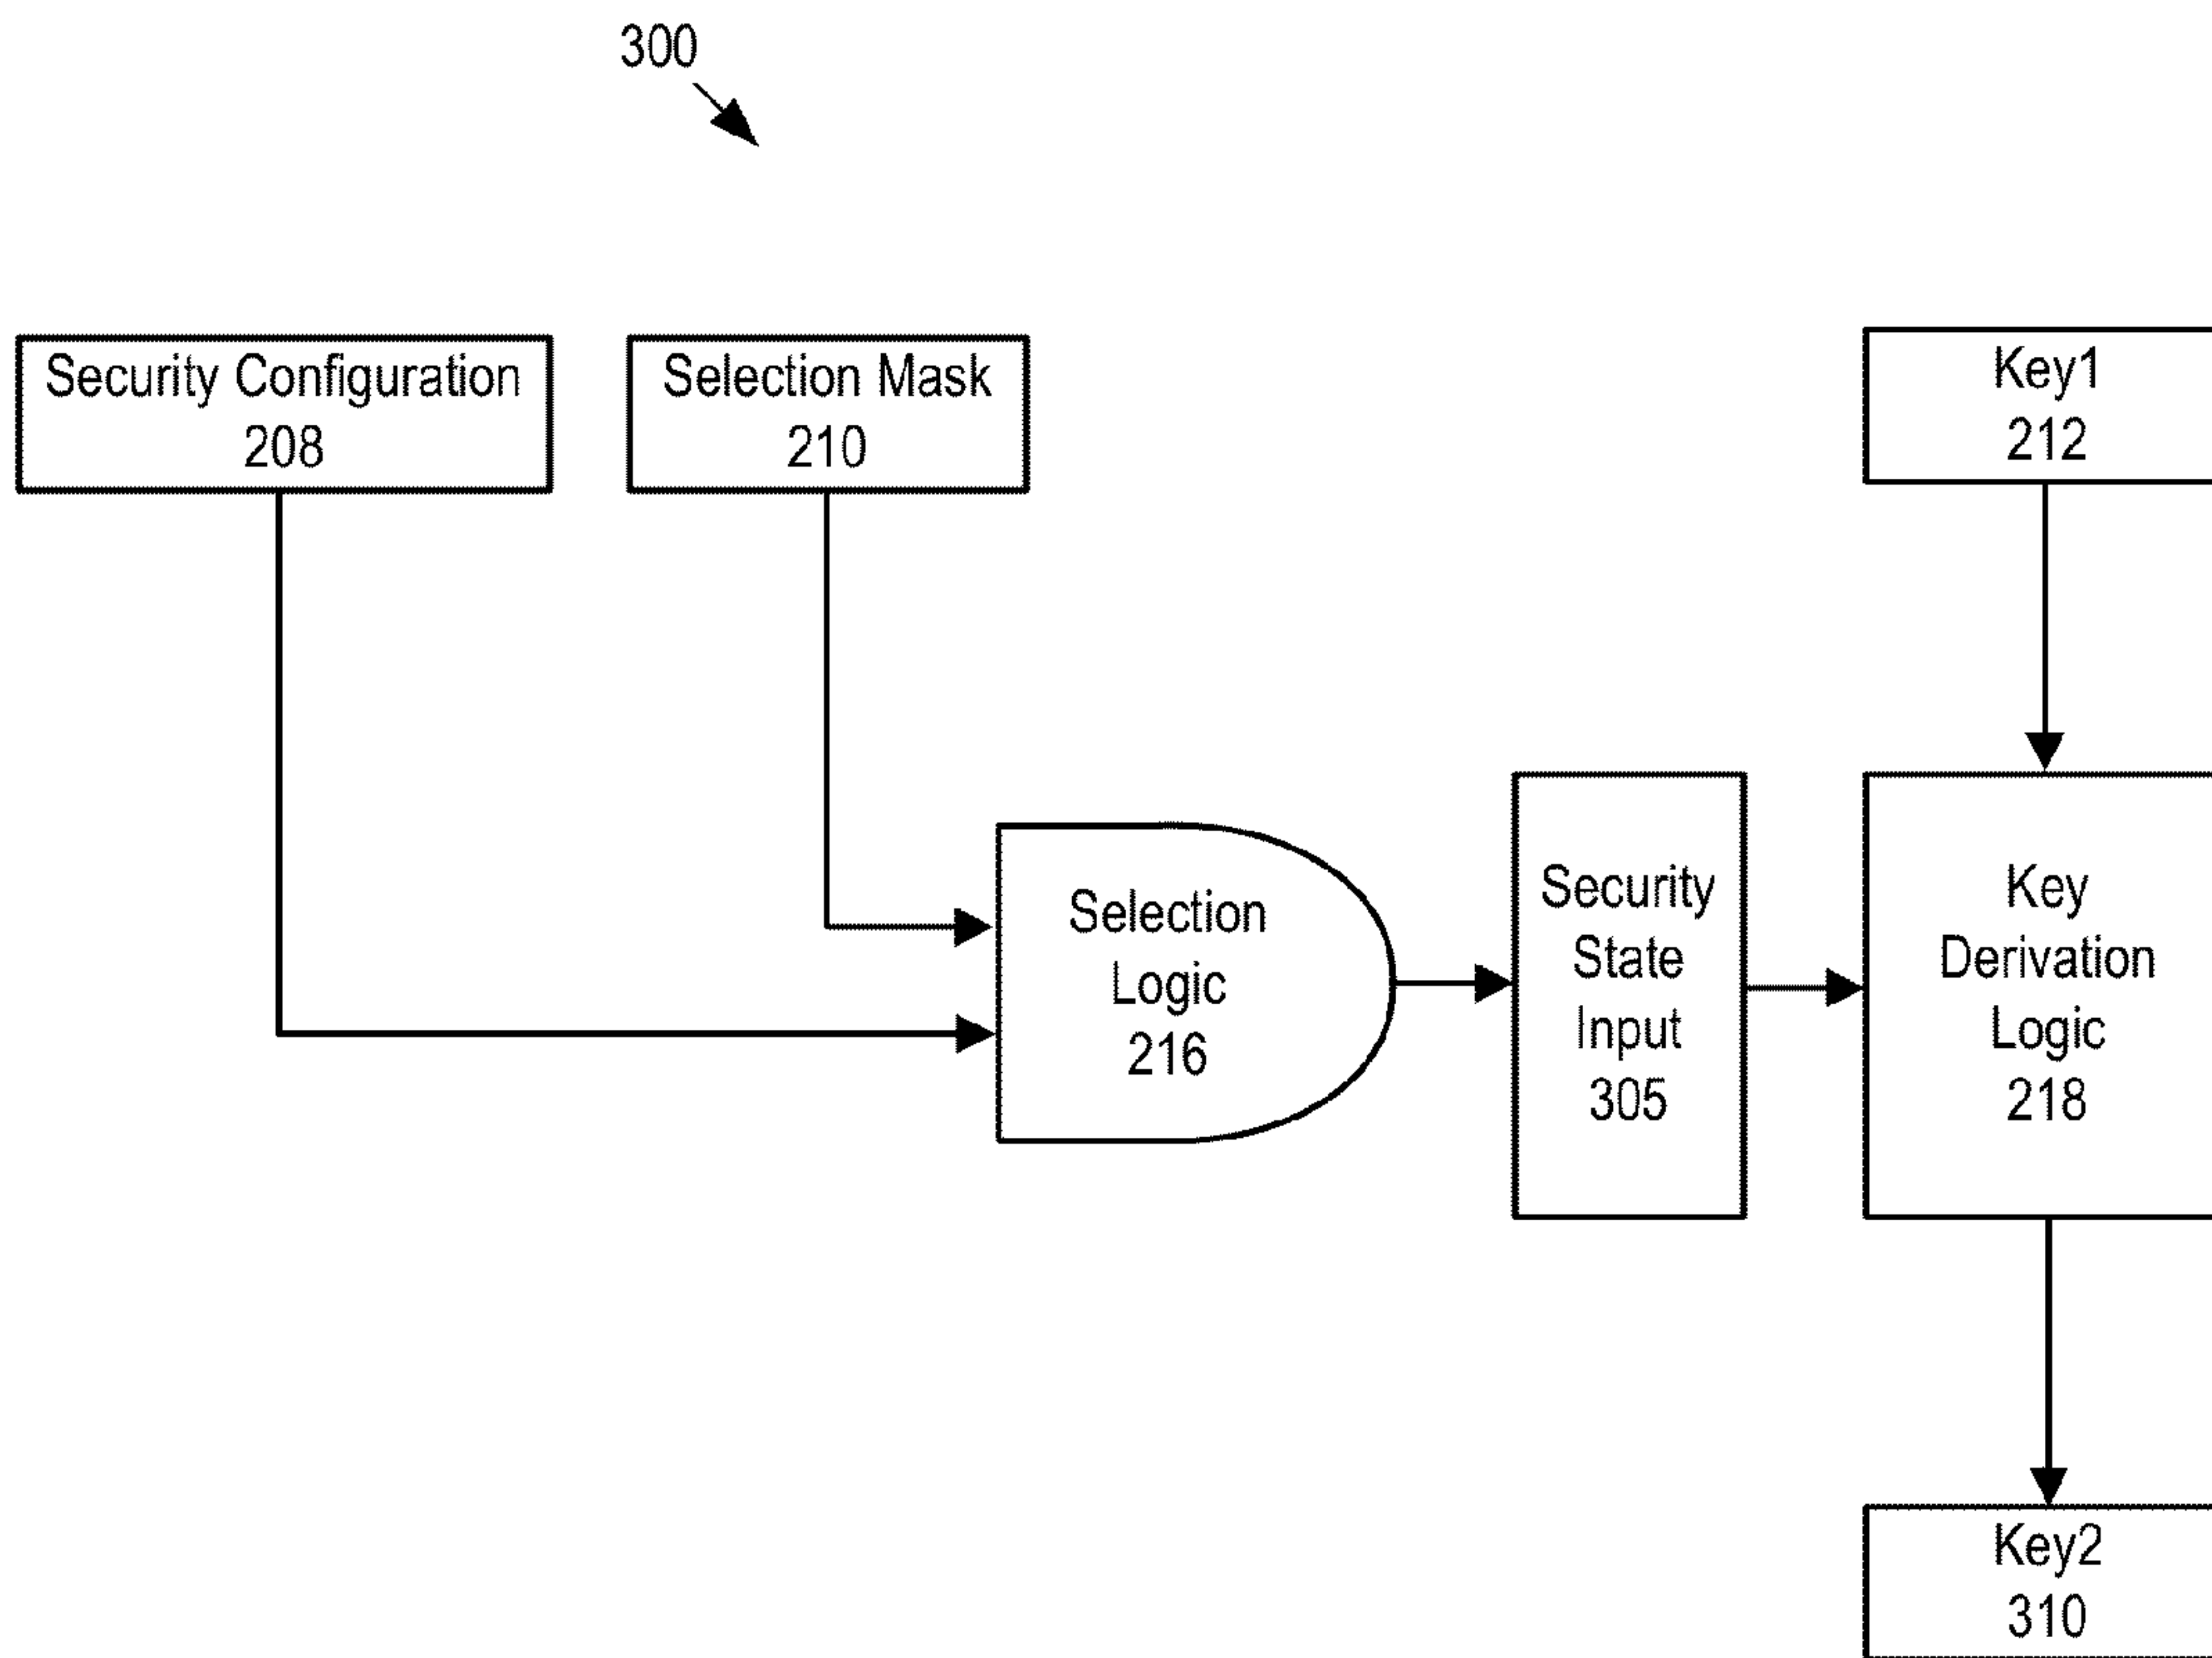 300
Security Configuration
208
Selection Mask
210
Key1
212
Selection
Logic
216
Security
State
Input
305
Key
Derivation
Logic
218
Key2
310